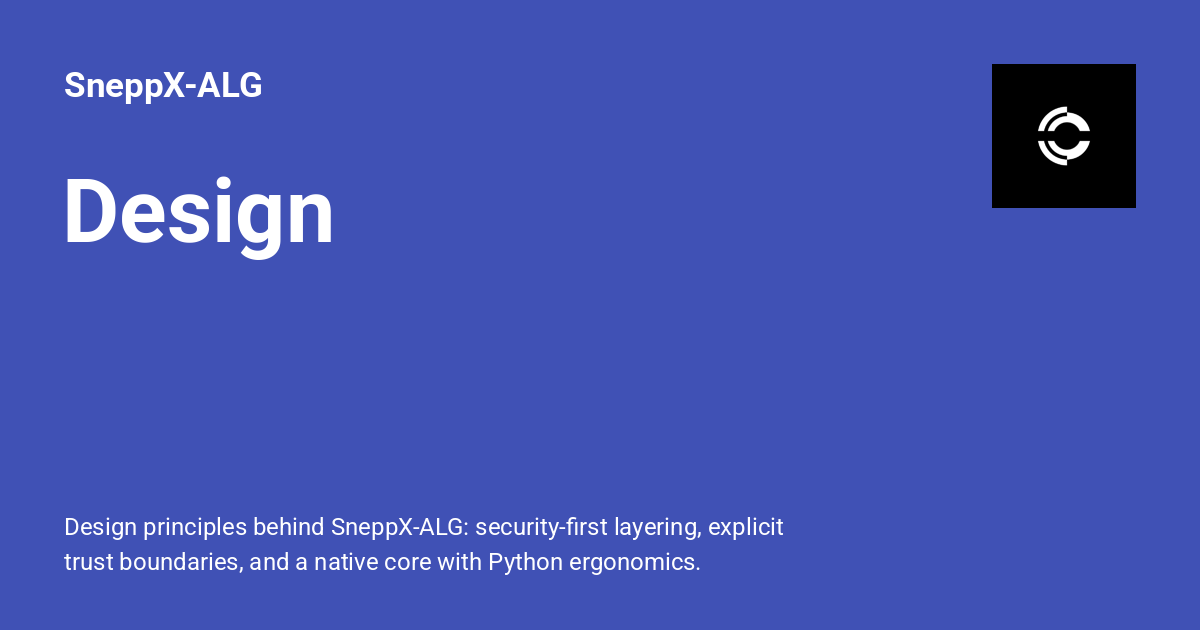 SneppX-ALG
Design
Design principles behind SneppX-ALG: security-first layering, explicit
trust boundaries, and a native core with Python ergonomics.